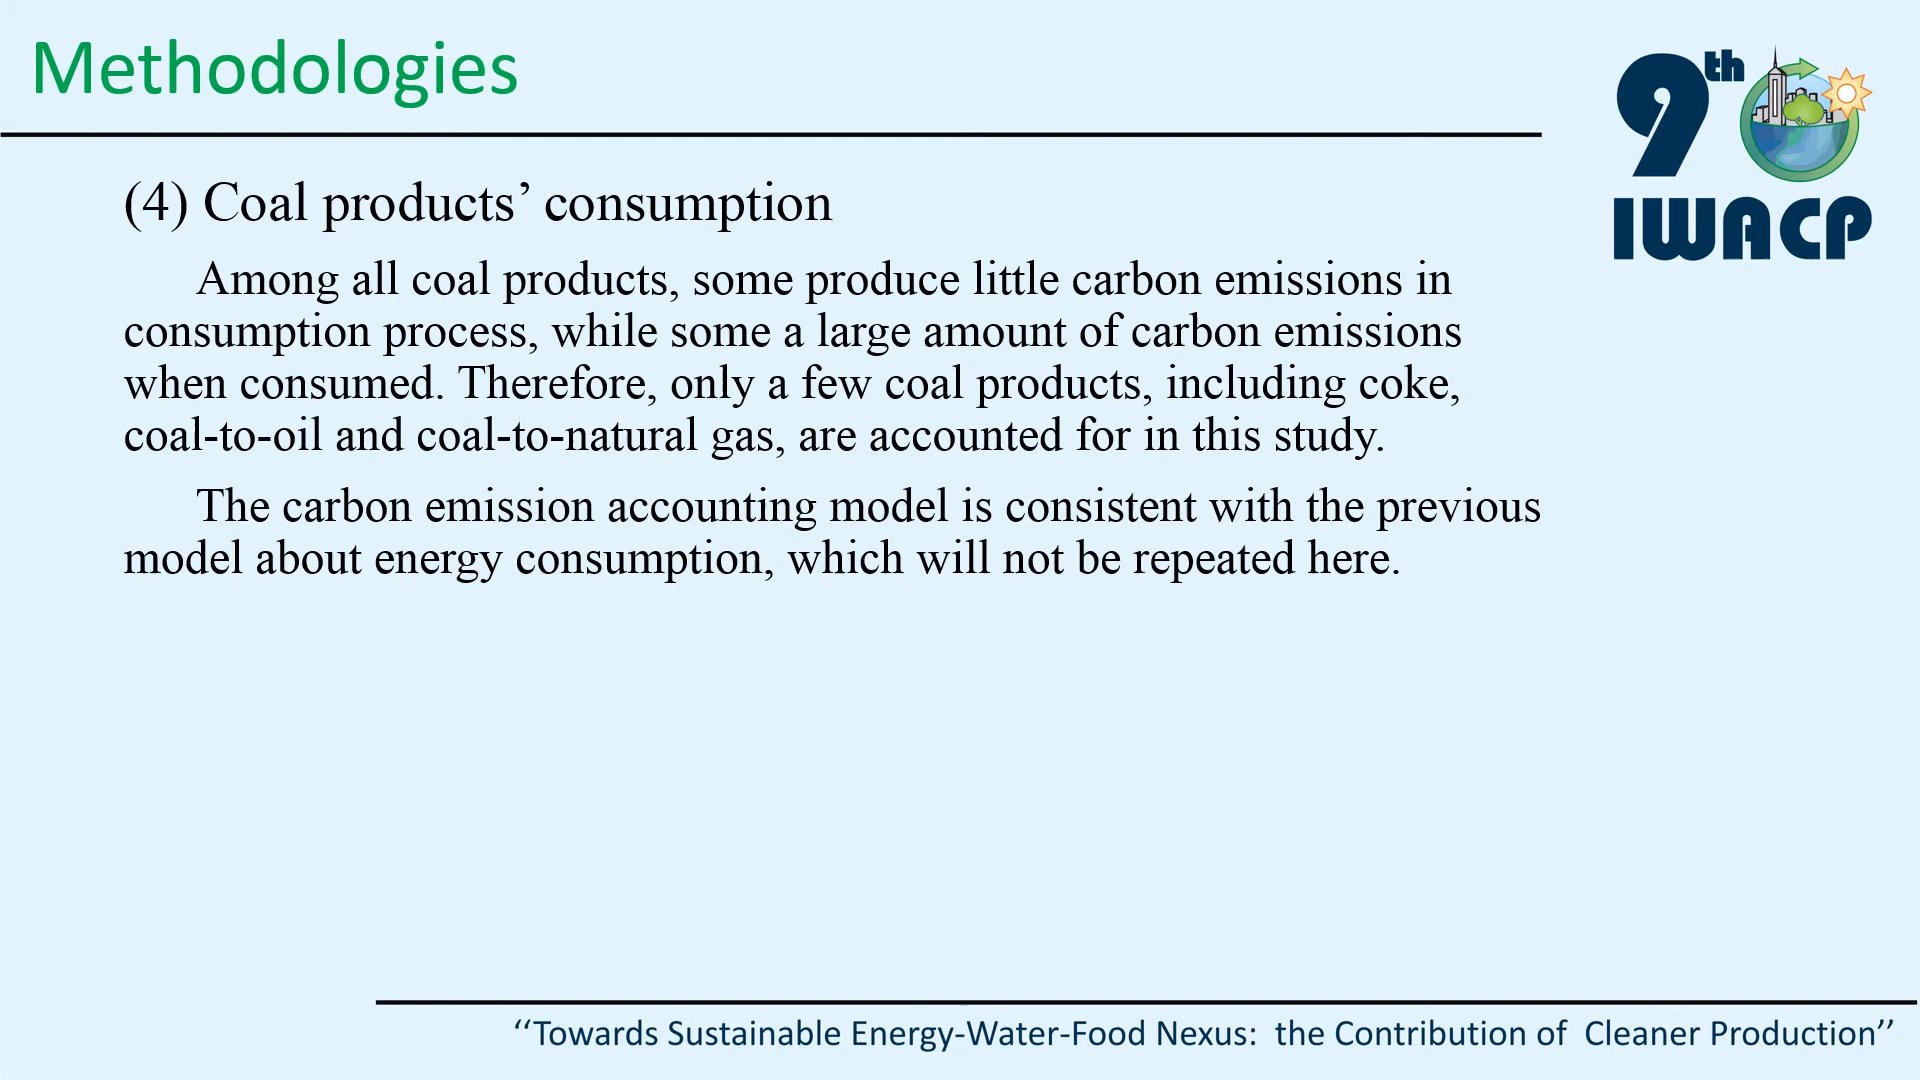 Methodologies
9th
IWACP
(4) Coal products’ consumption
Among all coal products, some produce little carbon emissions in
consumption process, while some a large amount of carbon emissions
when consumed. Therefore, only a few coal products, including coke,
coal-to-oil and coal-to-natural gas, are accounted for in this study.
The carbon emission accounting model is consistent with the previous
model about energy consumption, which will not be repeated here.
‘‘Towards Sustainable Energy-Water-Food Nexus:  the Contribution of  Cleaner Production’’